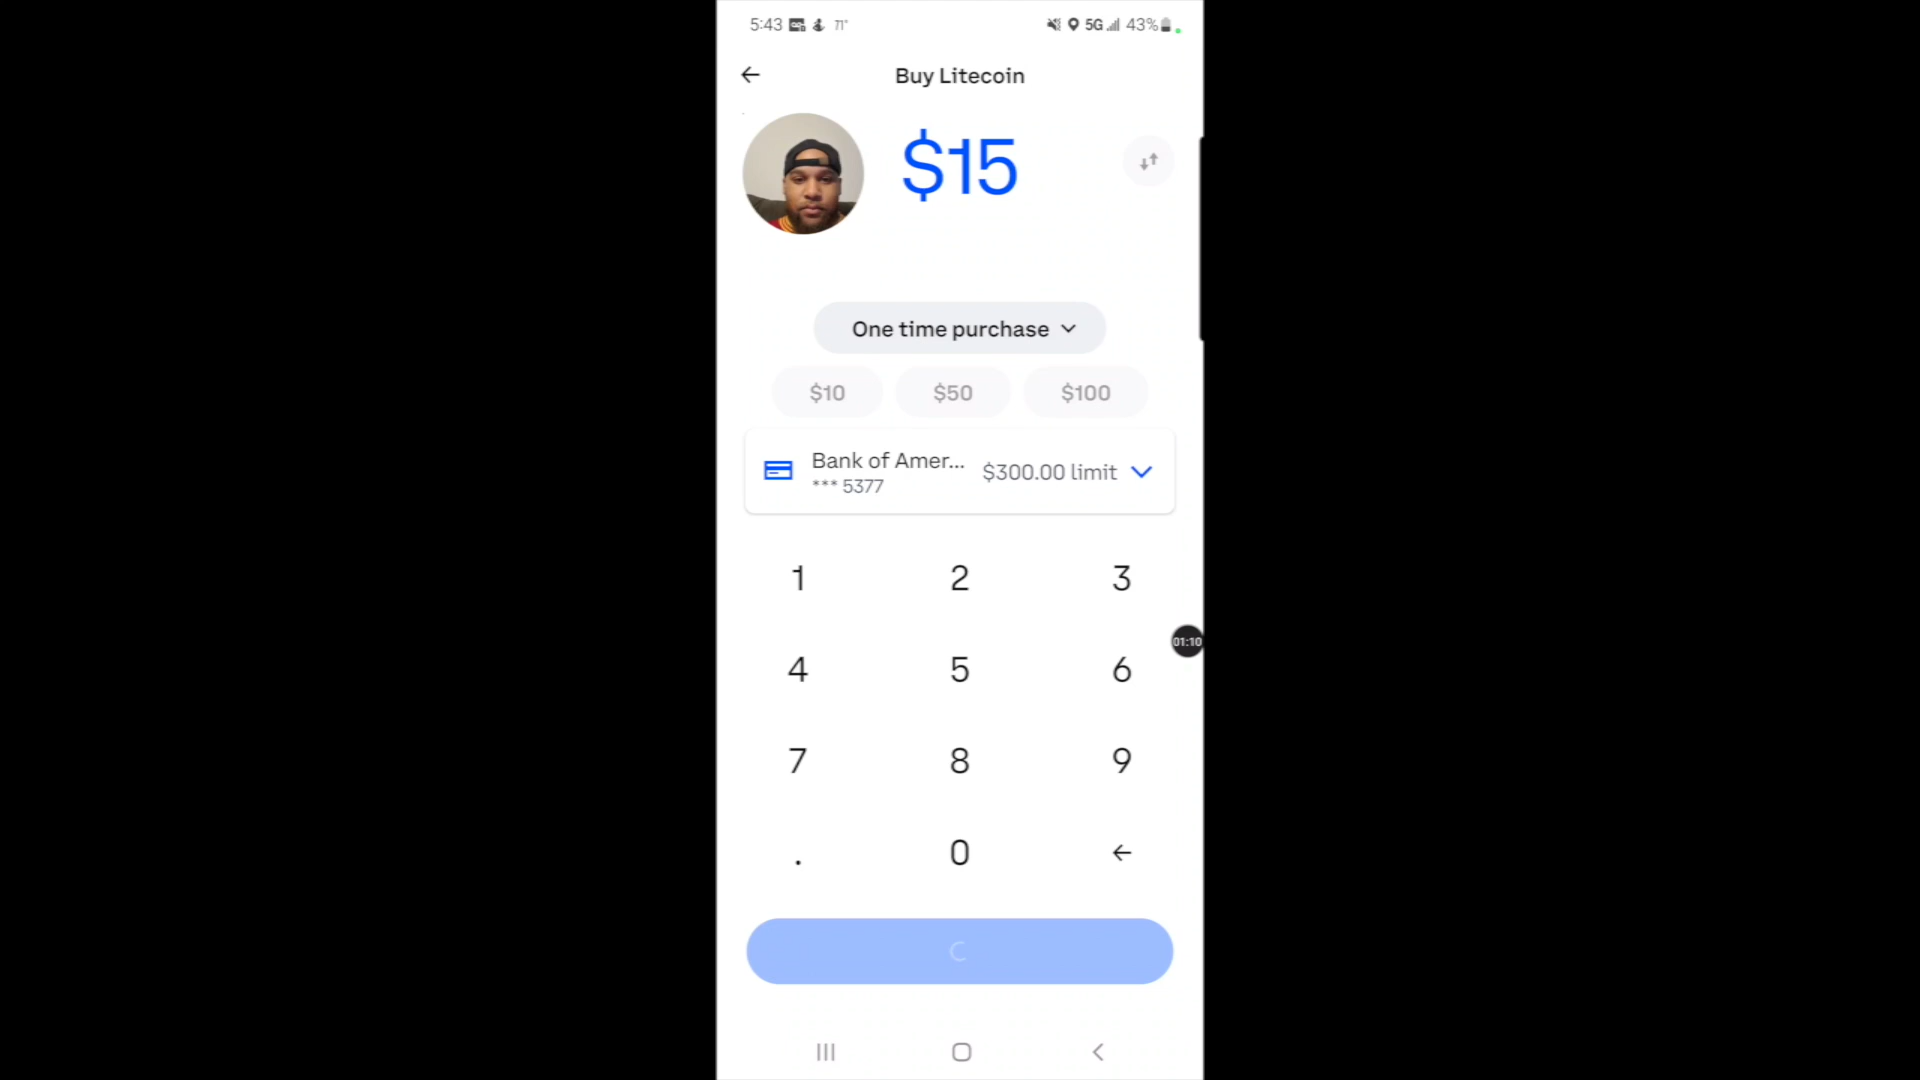 5:43 71° 5G 43%
Buy Litecoin
$15
One time purchase
$10 $50 $100
Bank of Amer... $300.00 limit
*** 5377
1 2 3
01:10
4 5 6
7 8 9
. 0